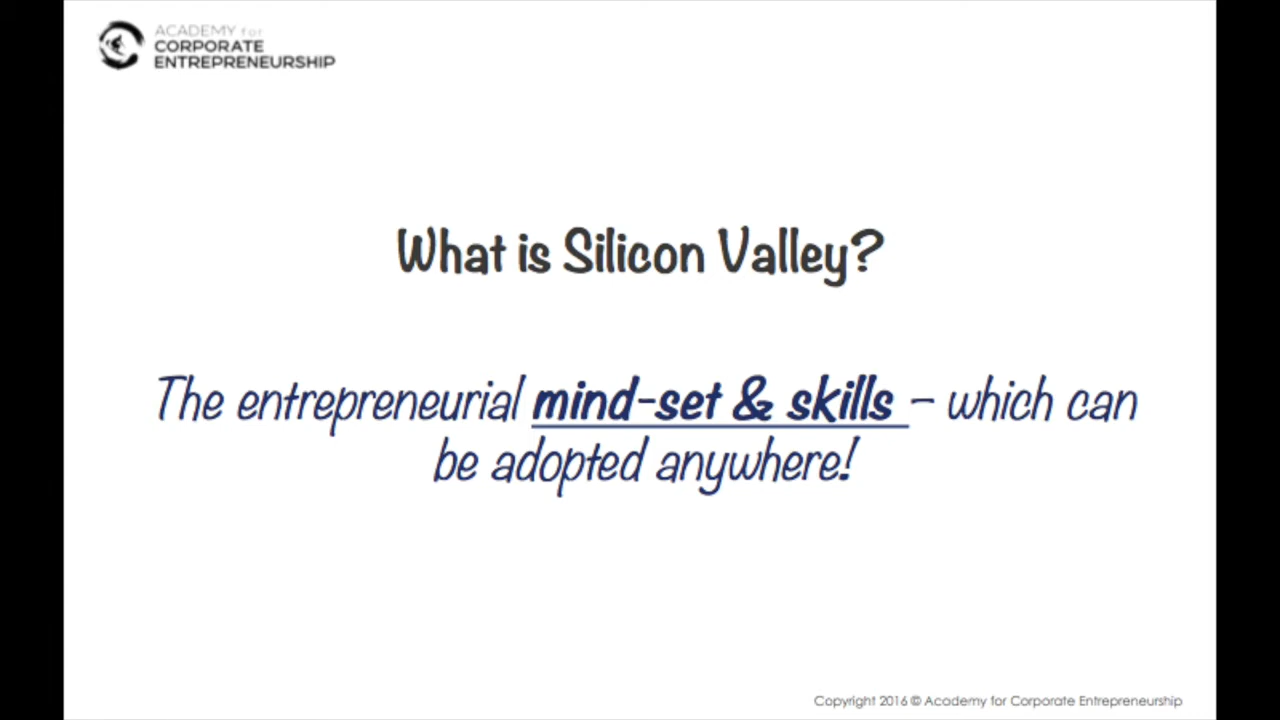 ACADEMY for
CORPORATE
ENTREPRENEURSHIP
What is Silicon Valley?
The entrepreneurial mind-set & skills – which can
be adopted anywhere!
Copyright 2016 © Academy for Corporate Entrepreneurship